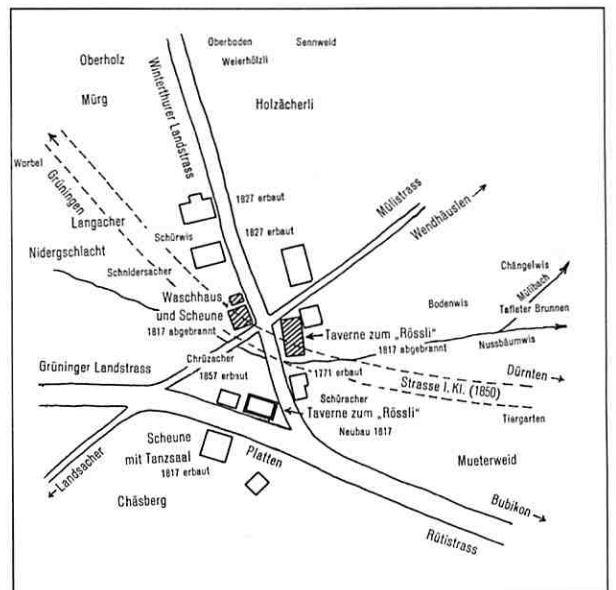 Oberboden
Sennweid
Weierhölzli
Oberholz
Holzächerli
Mürg
Winterthurer Landstrass
Worbel
Grüningen
Langacher
1827 erbaut
Mülistrass
Wendhäuslen
1827 erbaut
Schürwis
Nidergschlacht
Schnidersacher
Chängelwis
Mülibach
Waschhaus
und Scheune
1817 abgebrannt
Bodenwis
Tafleter Brunnen
Taverne zum „Rössli"
1817 abgebrannt
Nussbäumwis
Chrüzacher
1857 erbaut
1771 erbaut
Grüninger Landstrass
Strasse I. Kl. (1850)
Dürnten
Schüracher
Tiergarten
Taverne zum „Rössli"
Neubau 1817
Scheune
mit Tanzsaal
1817 erbaut
Platten
Mueterweid
Landsacher
Chäsberg
Bubikon
Rütistrass